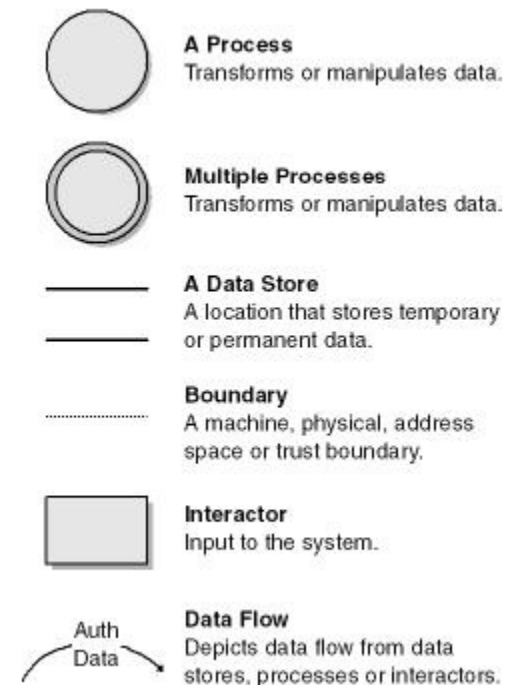 A Process
Transforms or manipulates data.
Multiple Processes
Transforms or manipulates data.
A Data Store
A location that stores temporary
or permanent data.
Boundary
A machine, physical, address
space or trust boundary.
Interactor
Input to the system.
Auth
Data
Data Flow
Depicts data flow from data
stores, processes or interactors.